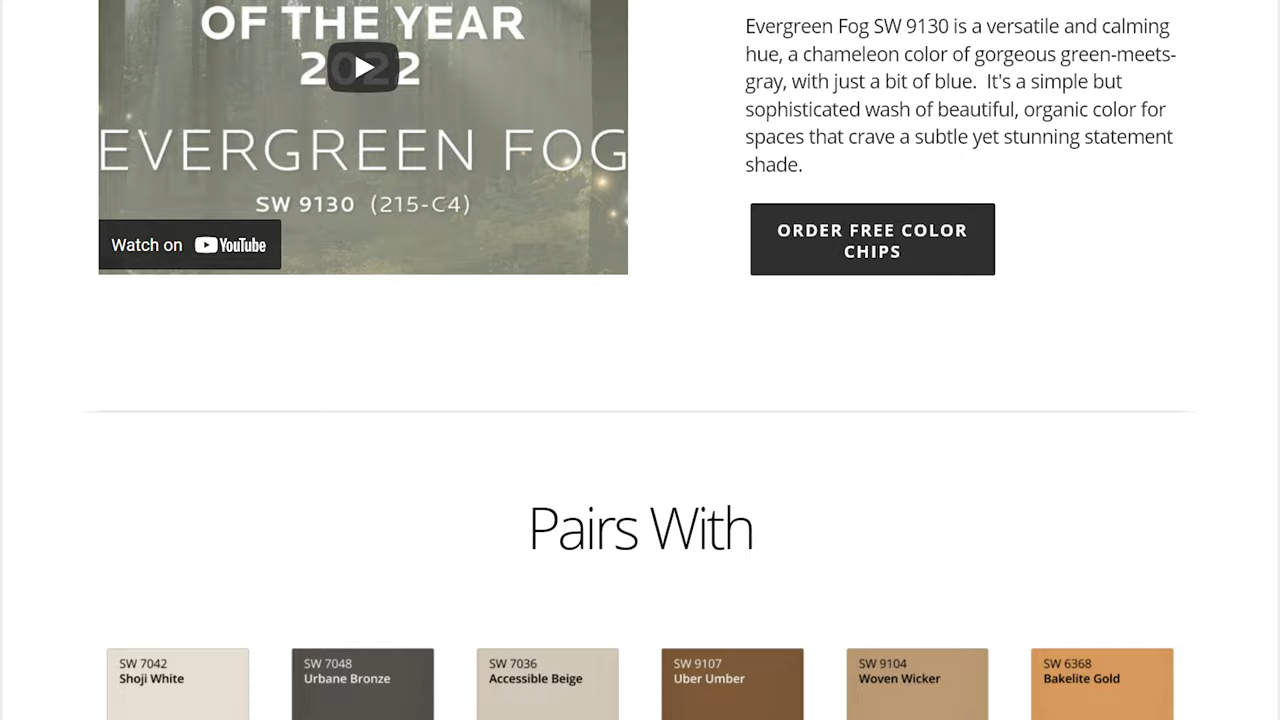 OF THE YEAR
2022
EVERGREEN FOG
SW 9130 (215-C4)
Watch on YouTube
Evergreen Fog SW 9130 is a versatile and calming
hue, a chameleon color of gorgeous green-meets-
gray, with just a bit of blue.  It's a simple but
sophisticated wash of beautiful, organic color for
spaces that crave a subtle yet stunning statement
shade.
ORDER FREE COLOR
CHIPS
Pairs With
SW 7042
Shoji White
SW 7048
Urbane Bronze
SW 7036
Accessible Beige
SW 9107
Uber Umber
SW 9104
Woven Wicker
SW 6368
Bakelite Gold